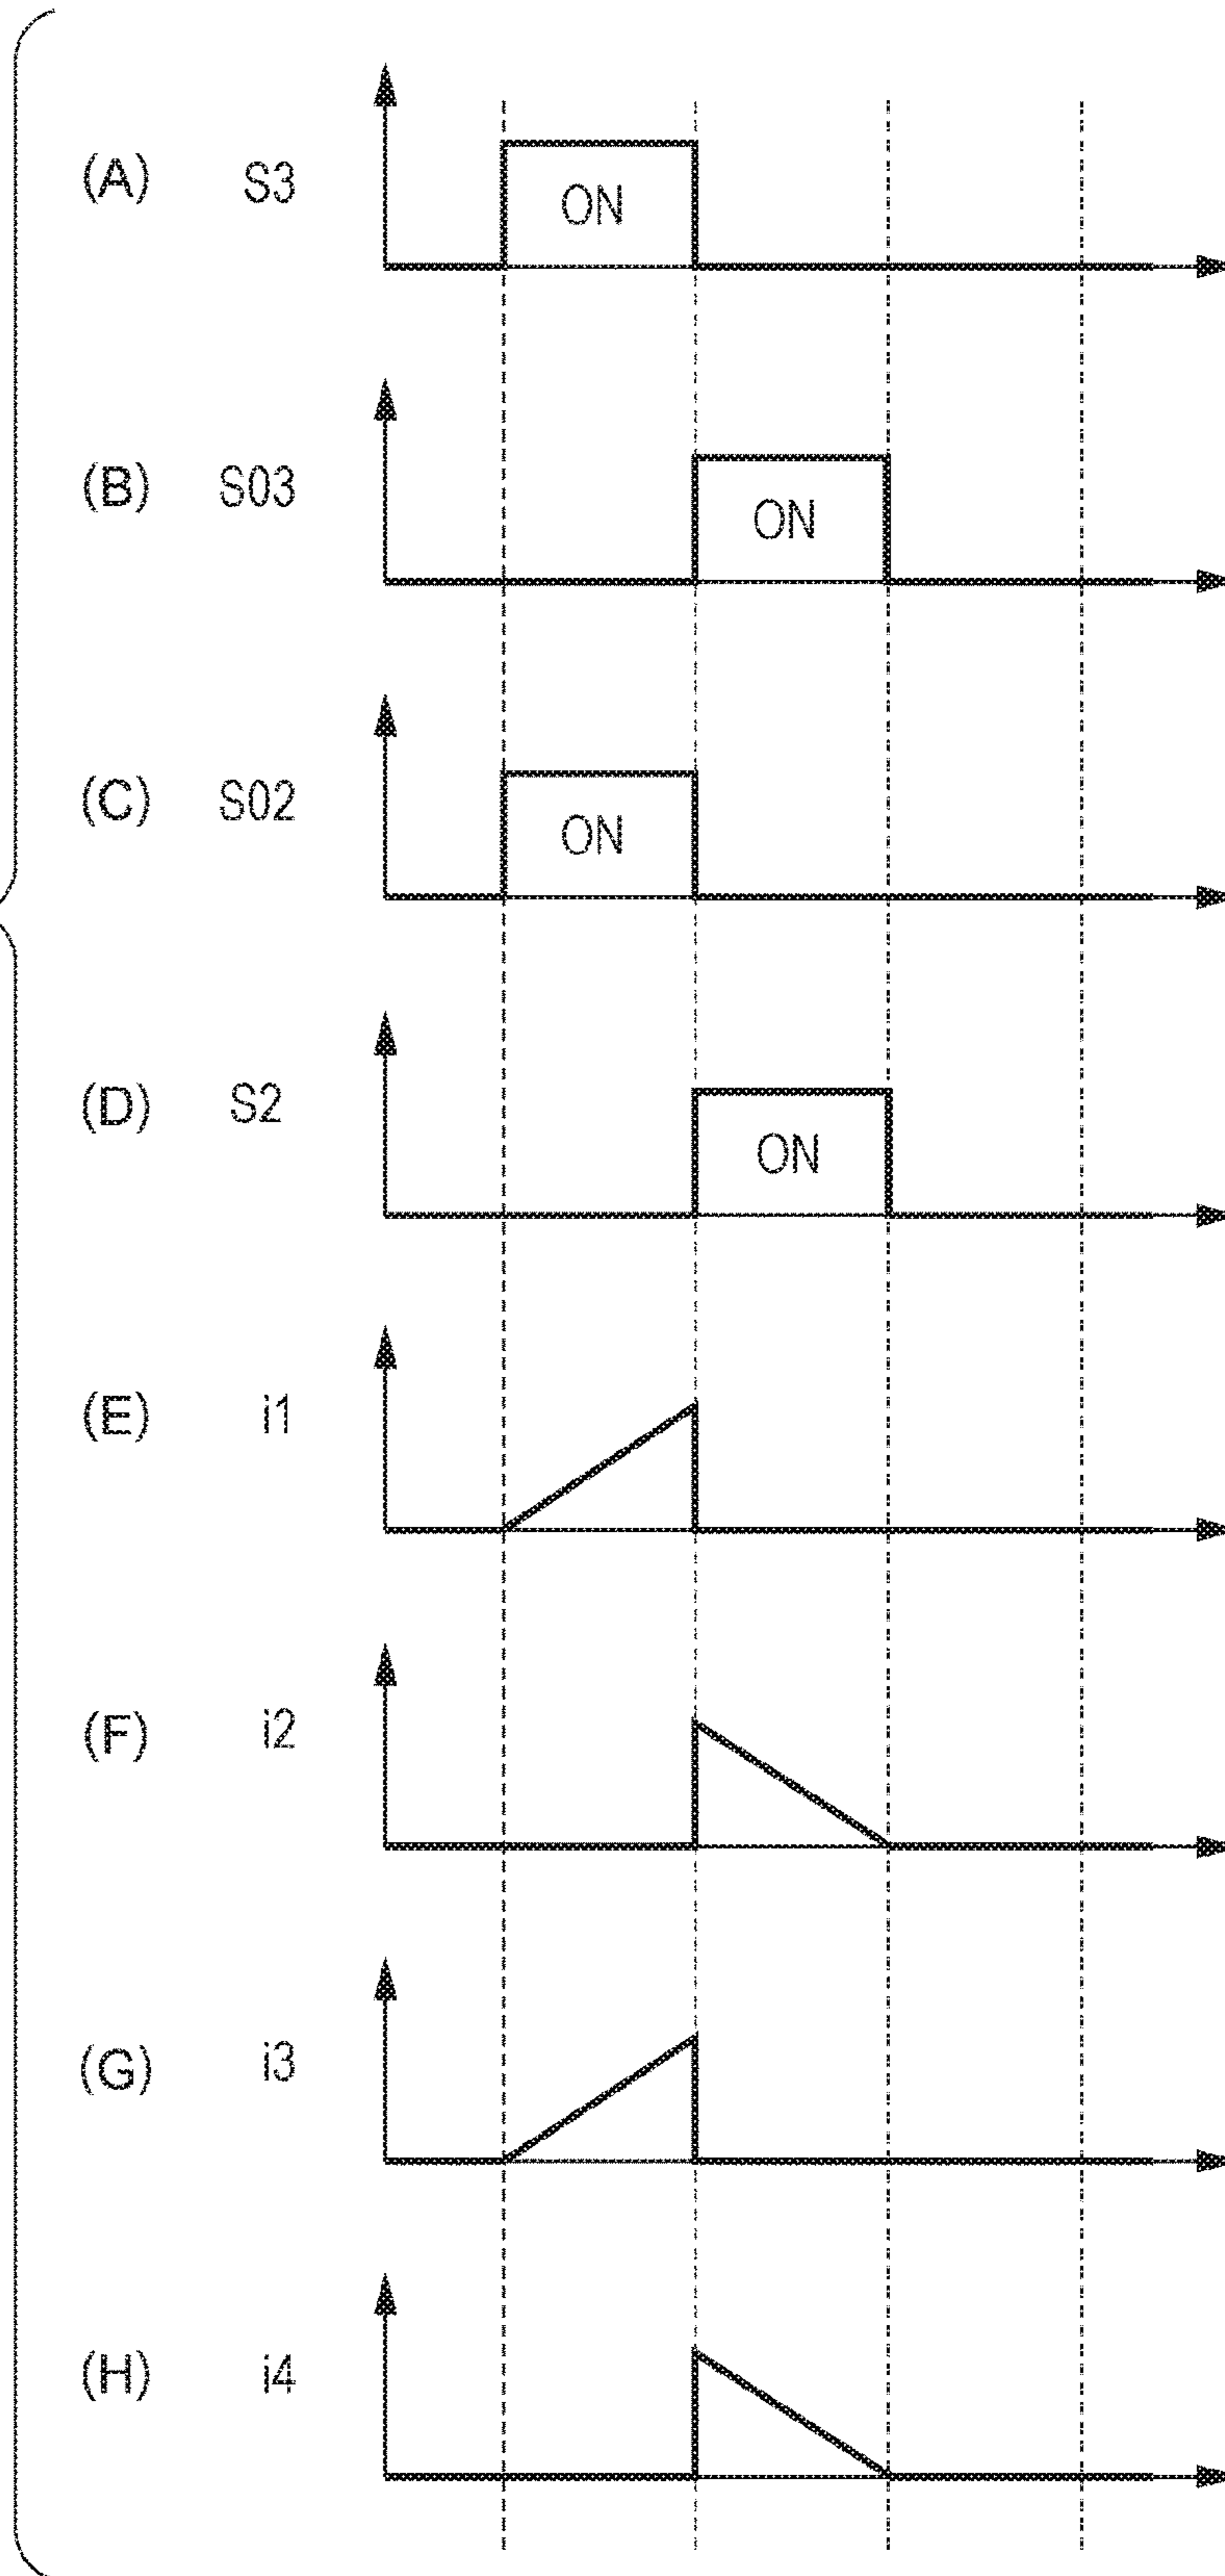 (A) S3 ON
(B) S03 ON
(C) S02 ON
(D) S2 ON
(E) i1
(F) i2
(G) i3
(H) i4